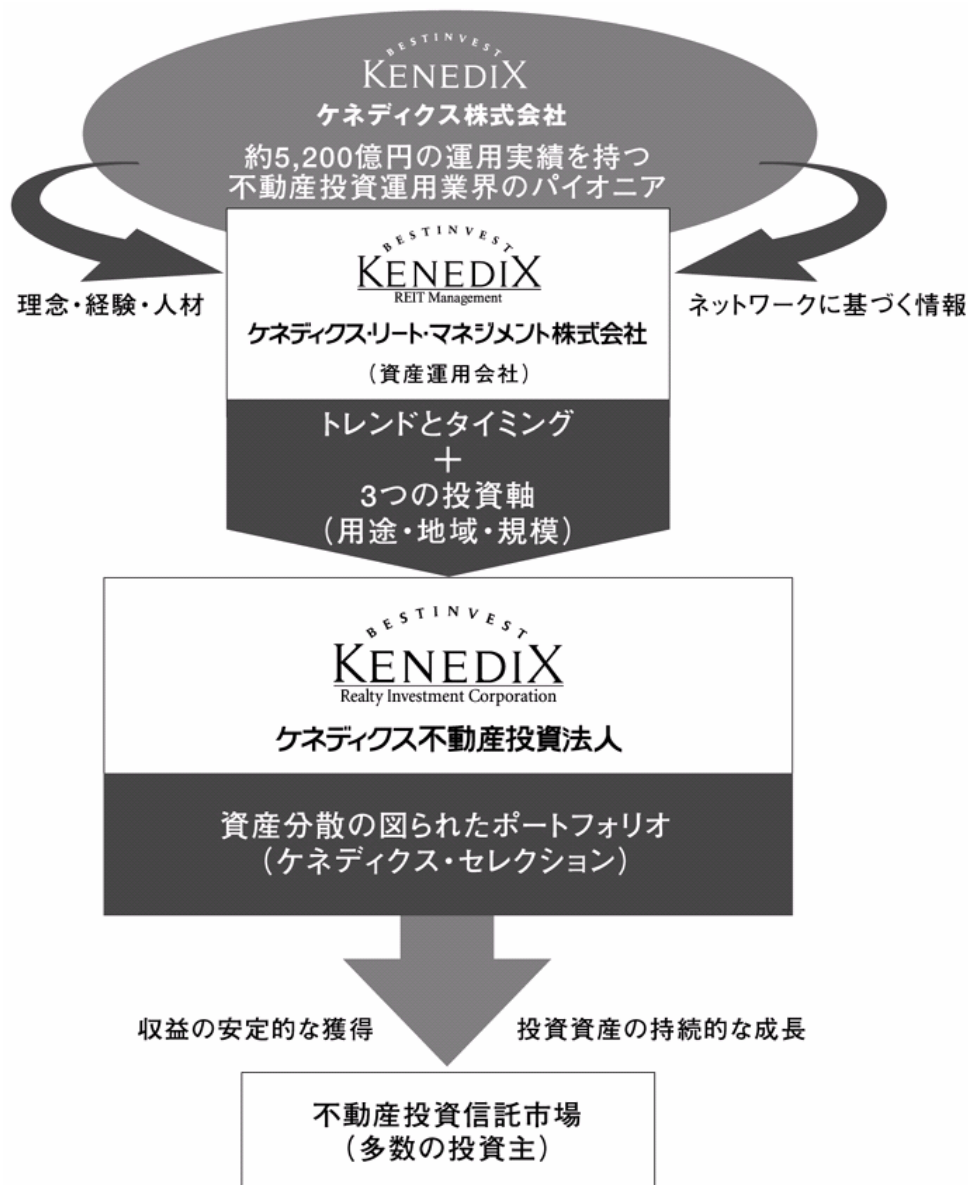 BESTINVEST
KENEDIX
ケネディクス株式会社
約5,200億円の運用実績を持つ
不動産投資運用業界のパイオニア
BESTINVEST
KENEDIX
REIT Management
ケネディクス・リート・マネジメント株式会社
（資産運用会社）
理念・経験・人材
ネットワークに基づく情報
トレンドとタイミング
＋
3つの投資軸
（用途・地域・規模）
BESTINVEST
KENEDIX
Realty Investment Corporation
ケネディクス不動産投資法人
資産分散の図られたポートフォリオ
（ケネディクス・セレクション）
収益の安定的な獲得
投資資産の持続的な成長
不動産投資信託市場
（多数の投資主）